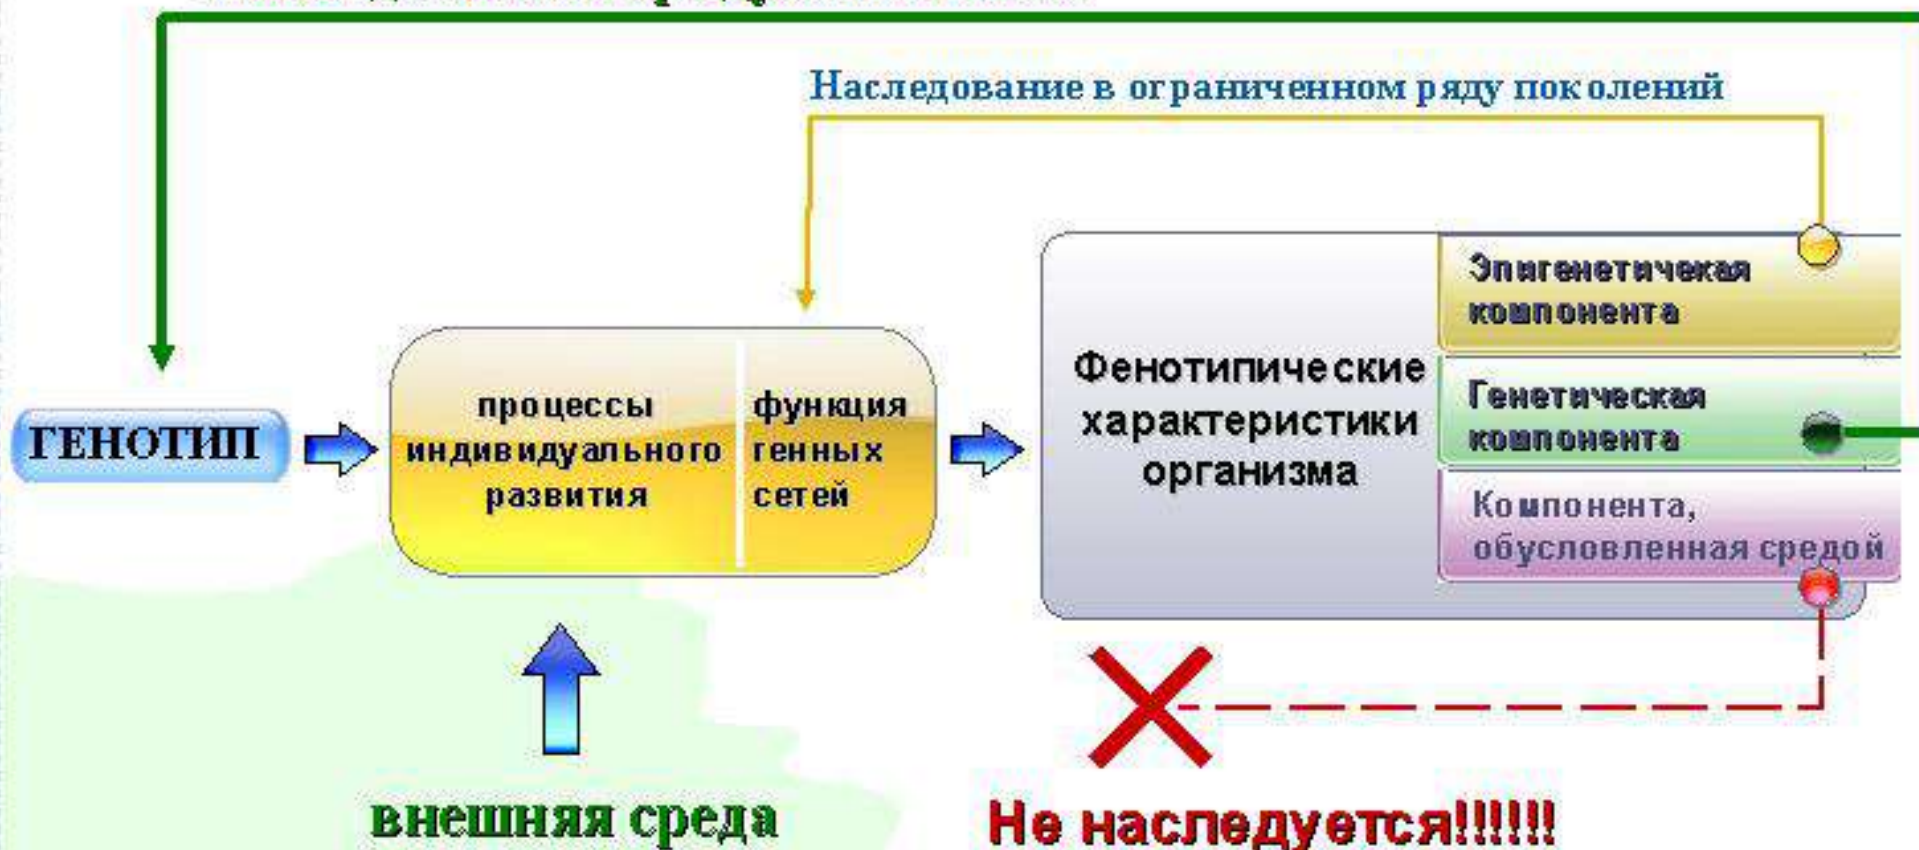 Наследование в ограниченном ряду поколений
Эпигенетичекая
компонента
Фенотипические
характеристики
организма
Генетическая
компонента
Компонента,
обусловленная средой
ГЕНОТИП
процессы
индивидуального
развития
функция
генных
сетей
внешняя среда
Не наследуется!!!!!!